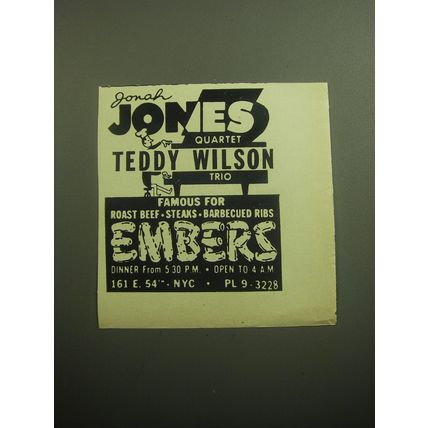 Jonah
JONES
QUARTET
TEDDY WILSON
TRIO
FAMOUS FOR
ROAST BEEF • STEAKS • BARBECUED RIBS
EMBERS
DINNER From 5 30 P.M. • OPEN TO 4 A.M
161 E. 54TH - NYC • PL 9-3228